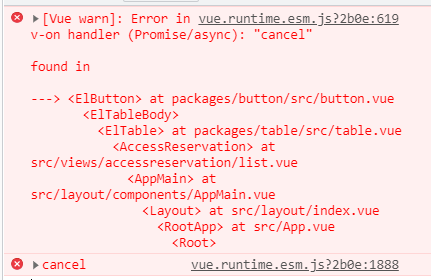 [Vue warn]: Error in vue.runtime.esm.js?2b0e:619
v-on handler (Promise/async): "cancel"
found in
---> <ElButton> at packages/button/src/button.vue
<ElTableBody>
<ElTable> at packages/table/src/table.vue
<AccessReservation> at
src/views/accessreservation/list.vue
<AppMain> at
src/layout/components/AppMain.vue
<Layout> at src/layout/index.vue
<RootApp> at src/App.vue
<Root>
cancel vue.runtime.esm.js?2b0e:1888